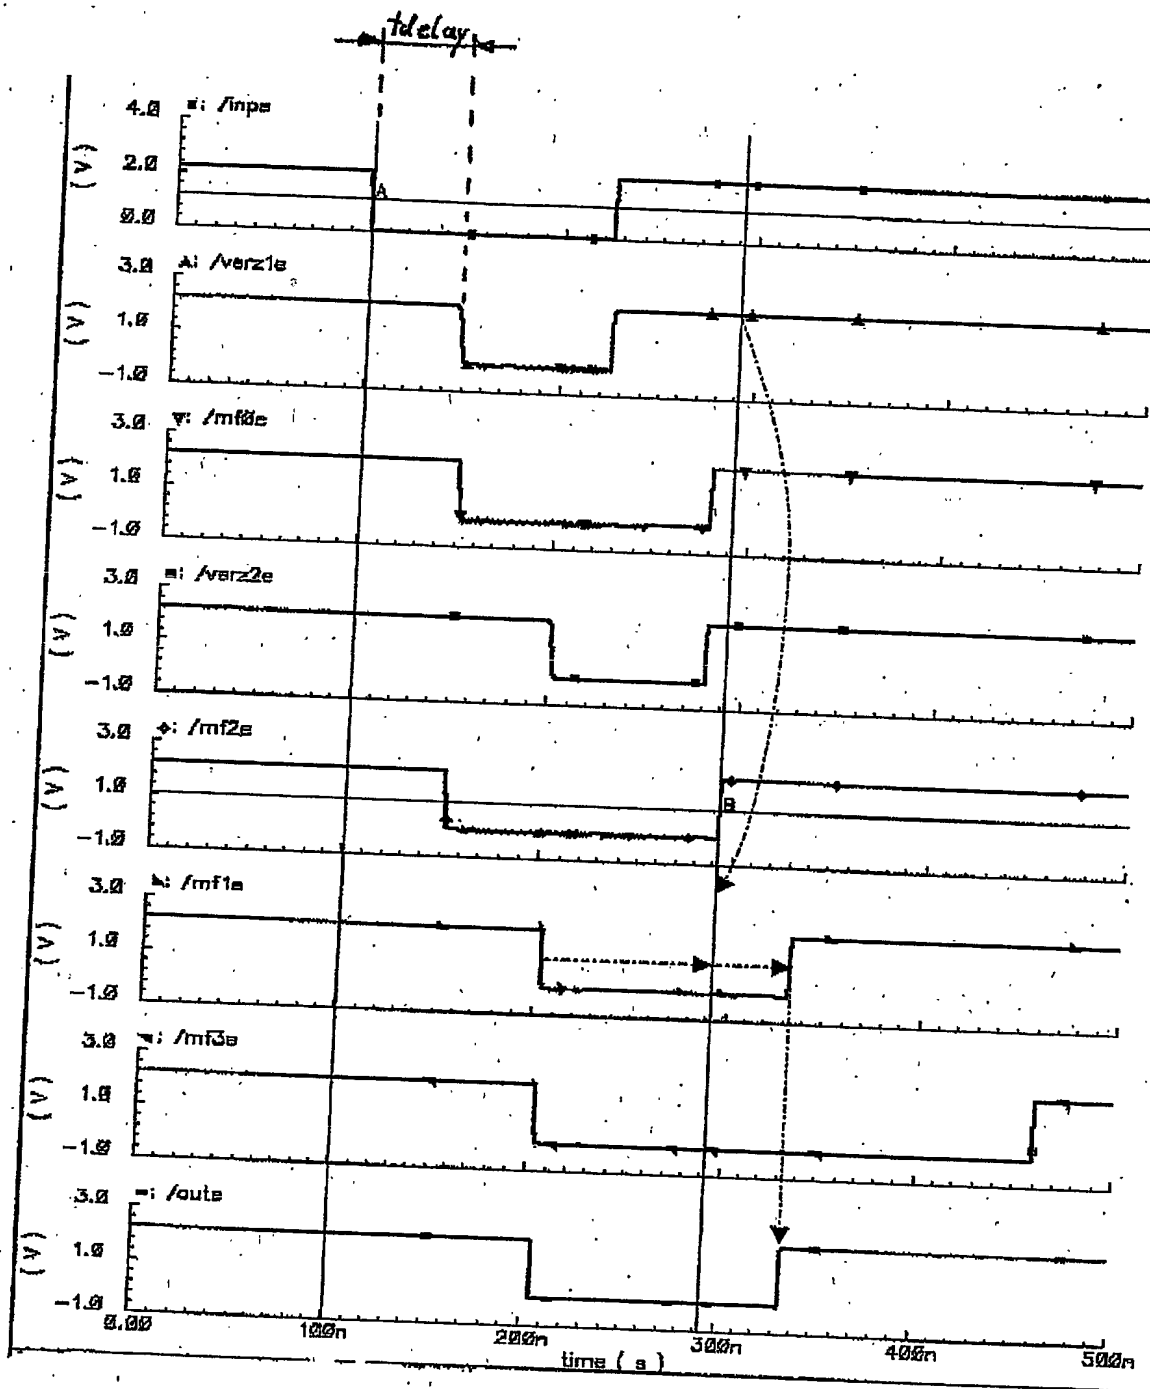 tdelay
4.0 /inpe
(V) 2.0
A
0.0
3.0 /verz1e
(V) 1.0
-1.0
3.0 /mf0e
(V) 1.0
-1.0
3.0 /verz2e
(V) 1.0
-1.0
3.0 /mf2e
(V) 1.0
B
-1.0
3.0 /mf1e
(V) 1.0
-1.0
3.0 /mf3e
(V) 1.0
-1.0
3.0 /oute
(V) 1.0
-1.0
0.00 100n 200n 300n 400n 500n
time ( s )